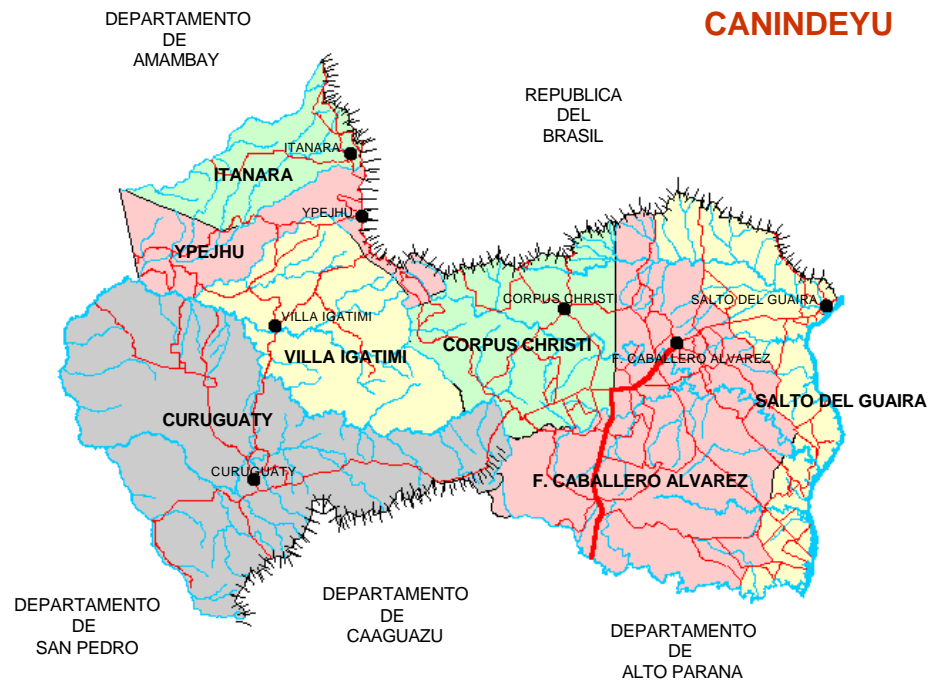 CANINDEYU
DEPARTAMENTO
DE
AMAMBAY
REPUBLICA
DEL
BRASIL
ITANARA
ITANARA
YPEJHU
YPEJHU
CORPUS CHRISTI
SALTO DEL GUAIRA
VILLA IGATIMI
VILLA IGATIMI
CORPUS CHRISTI
F. CABALLERO ALVAREZ
SALTO DEL GUAIRA
CURUGUATY
CURUGUATY
F. CABALLERO ALVAREZ
DEPARTAMENTO
DE
SAN PEDRO
DEPARTAMENTO
DE
CAAGUAZU
DEPARTAMENTO
DE
ALTO PARANA